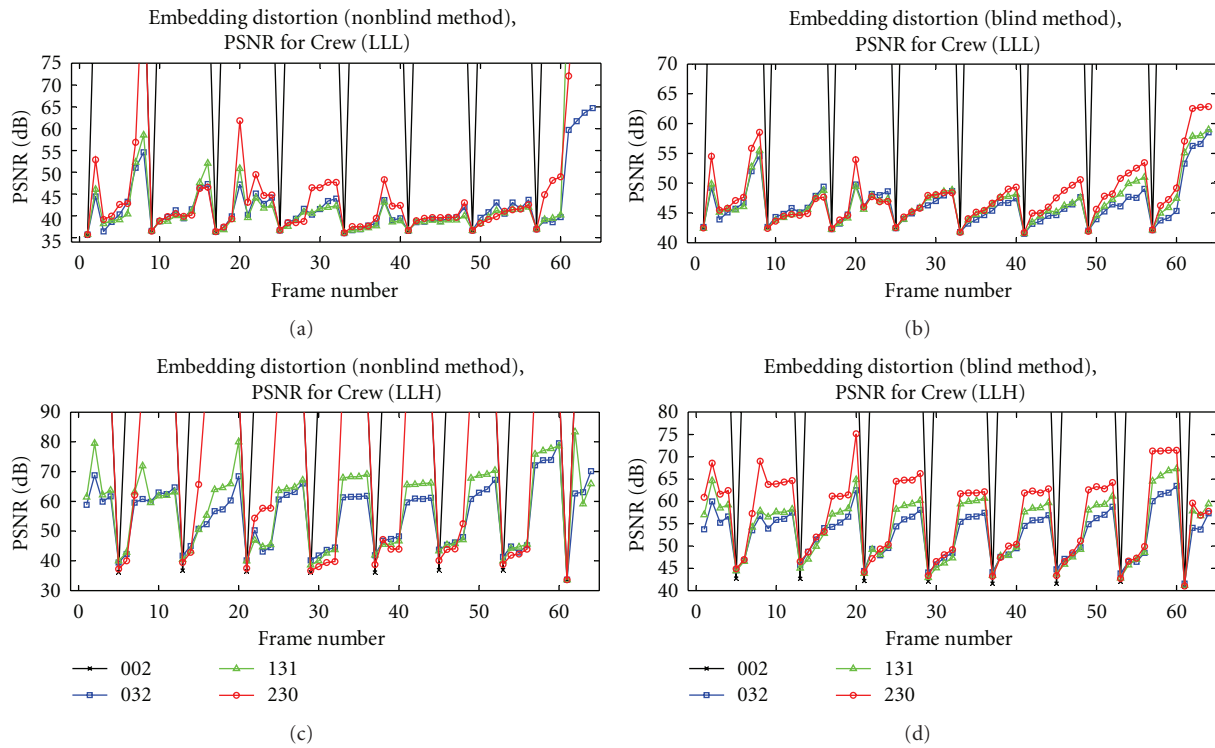 Embedding distortion (nonblind method),
PSNR for Crew (LLL)
75
70
65
60
55
50
45
40
35
PSNR (dB)
0 10 20 30 40 50 60
Frame number
(a)
Embedding distortion (blind method),
PSNR for Crew (LLL)
70
65
60
55
50
45
40
PSNR (dB)
0 10 20 30 40 50 60
Frame number
(b)
Embedding distortion (nonblind method),
PSNR for Crew (LLH)
90
80
70
60
50
40
30
PSNR (dB)
0 10 20 30 40 50 60
Frame number
002 131
032 230
(c)
Embedding distortion (blind method),
PSNR for Crew (LLH)
80
75
70
65
60
55
50
45
40
PSNR (dB)
0 10 20 30 40 50 60
Frame number
002 131
032 230
(d)